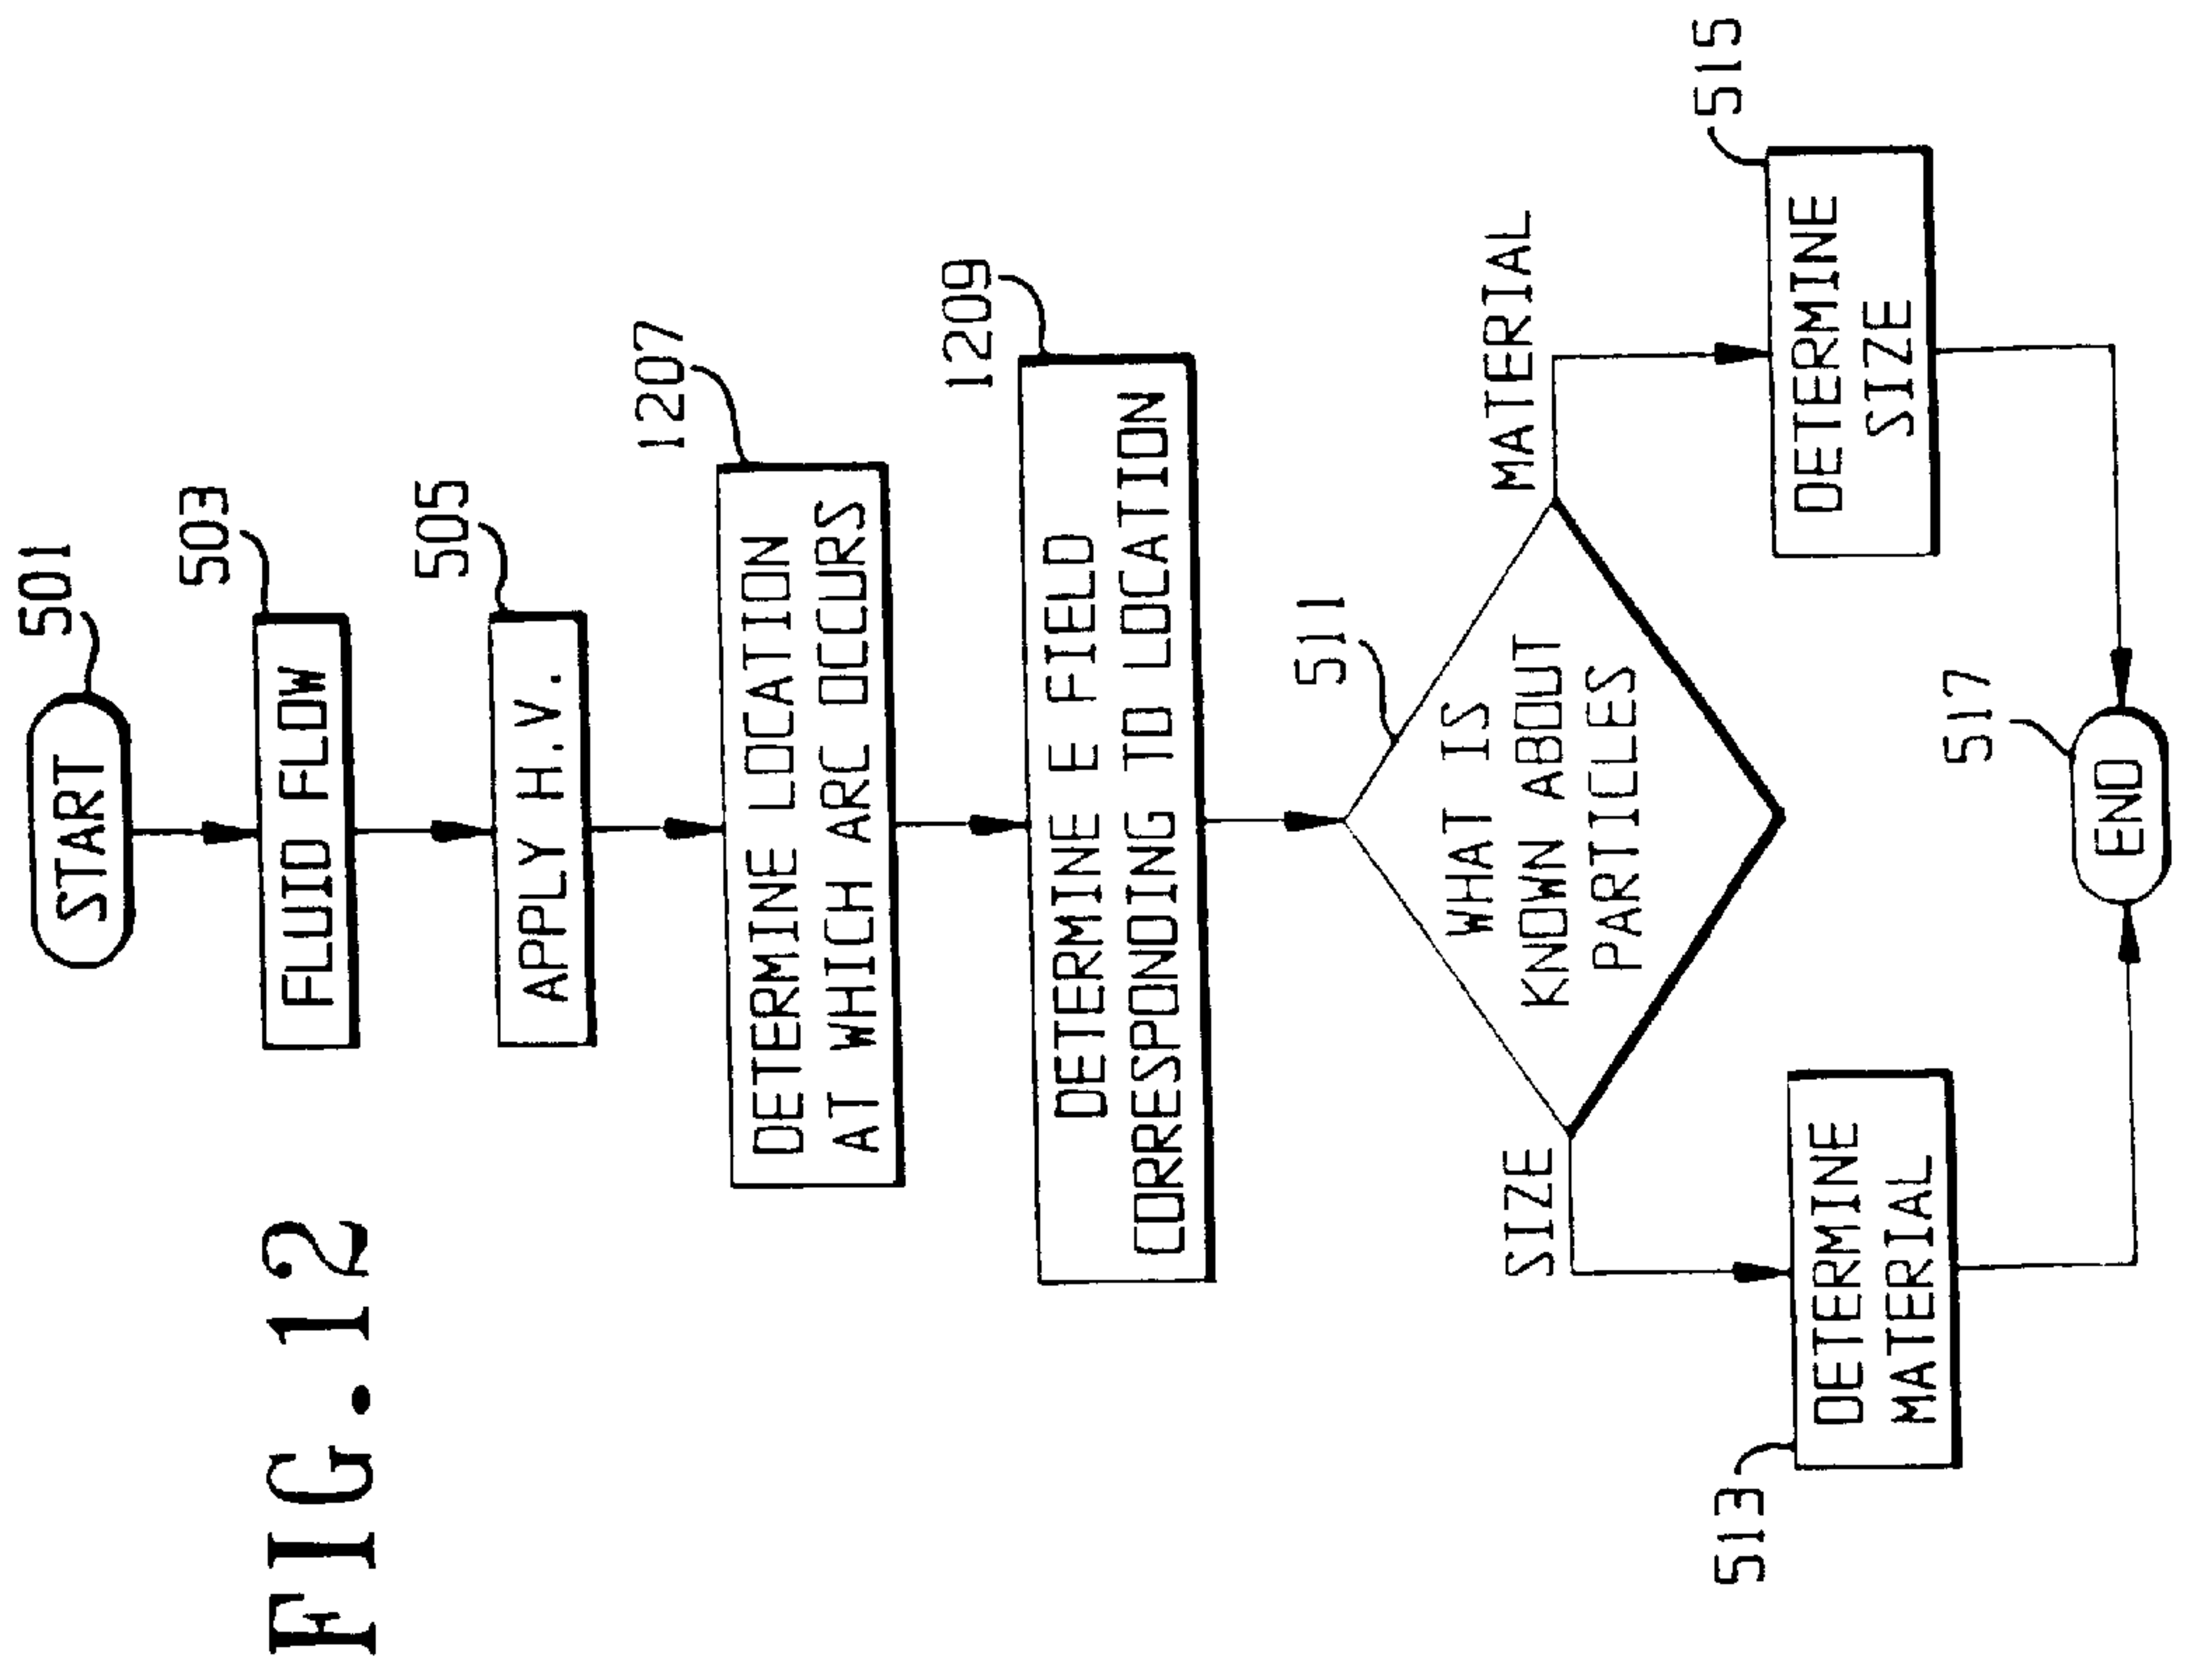 FIG.12
START
501
FLUID FLOW
503
APPLY H.V.
505
DETERMINE LOCATION
AT WHICH ARC OCCURS
1207
DETERMINE E FIELD
CORRESPONDING TO LOCATION
1209
WHAT IS
KNOWN ABOUT
PARTICLES
511
SIZE
MATERIAL
DETERMINE
MATERIAL
513
DETERMINE
SIZE
515
END
517